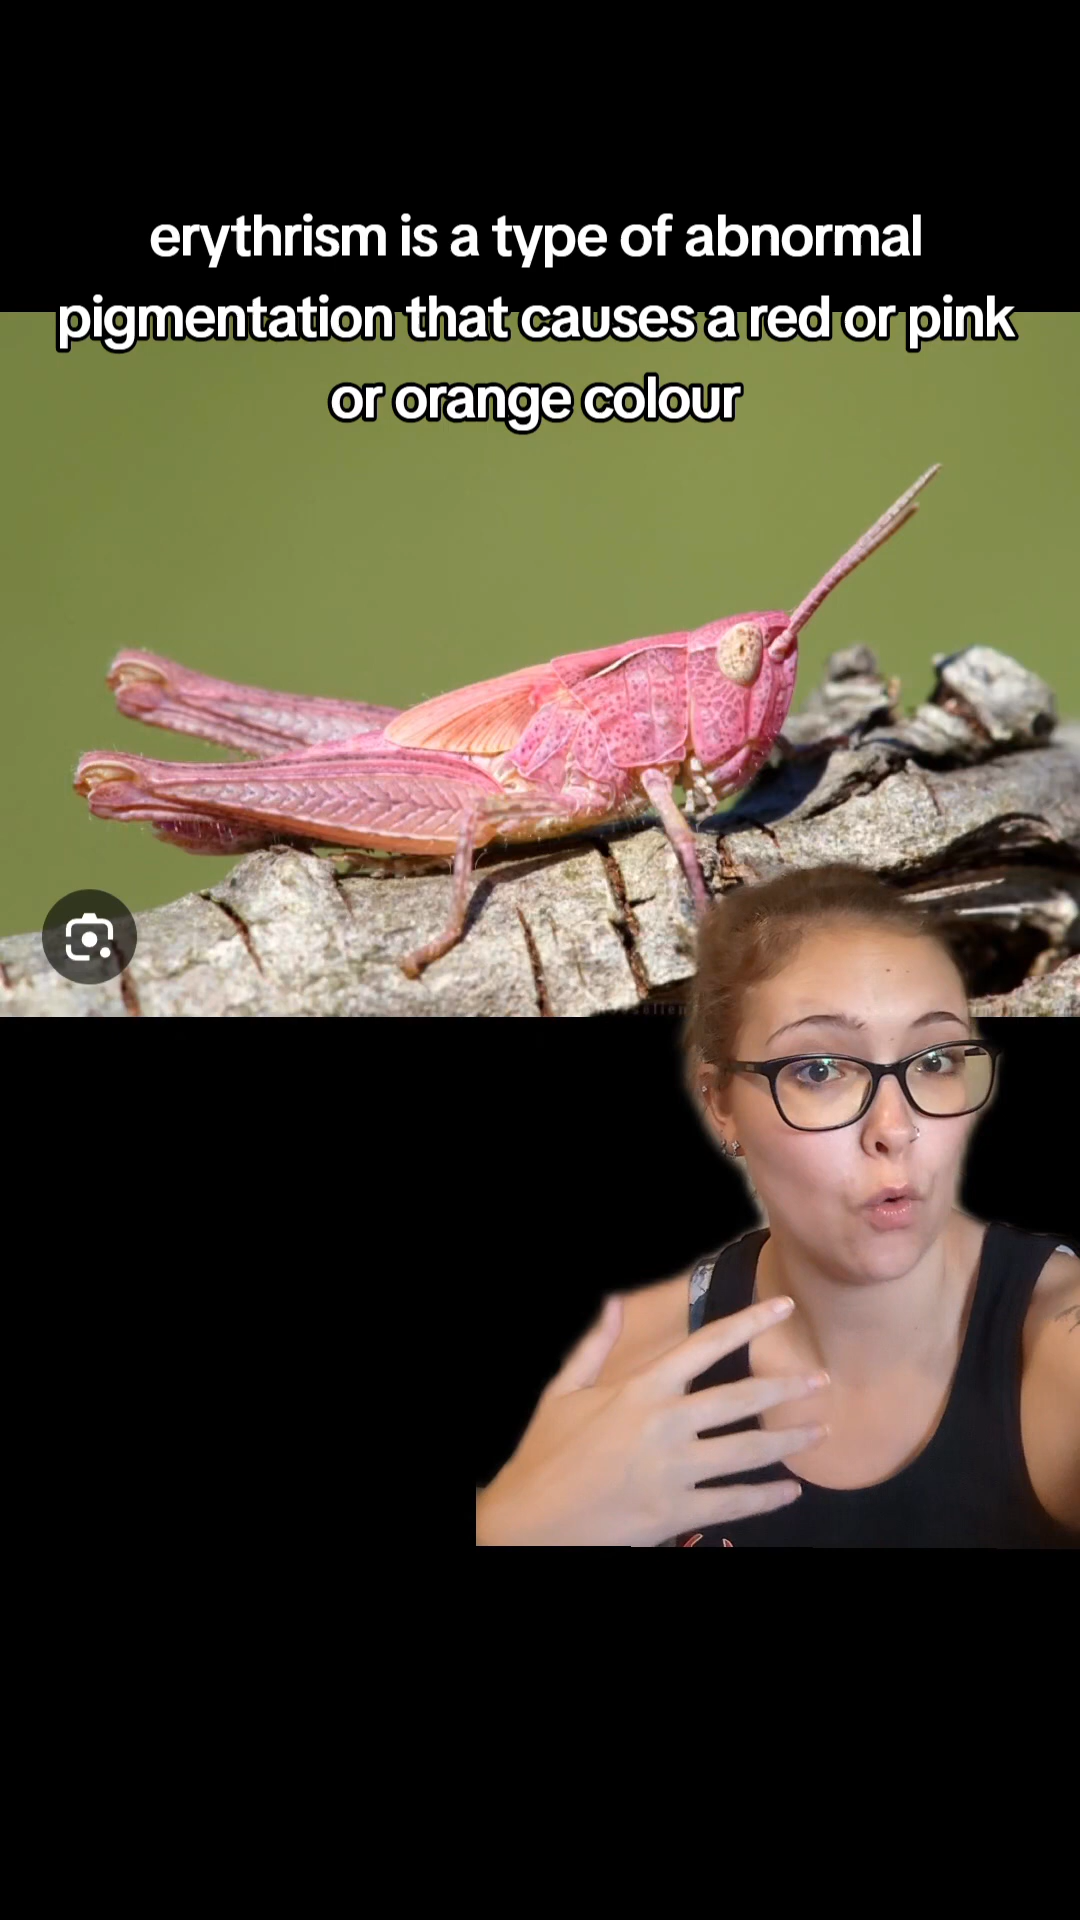 erythrism is a type of abnormal
pigmentation that causes a red or pink
or orange colour